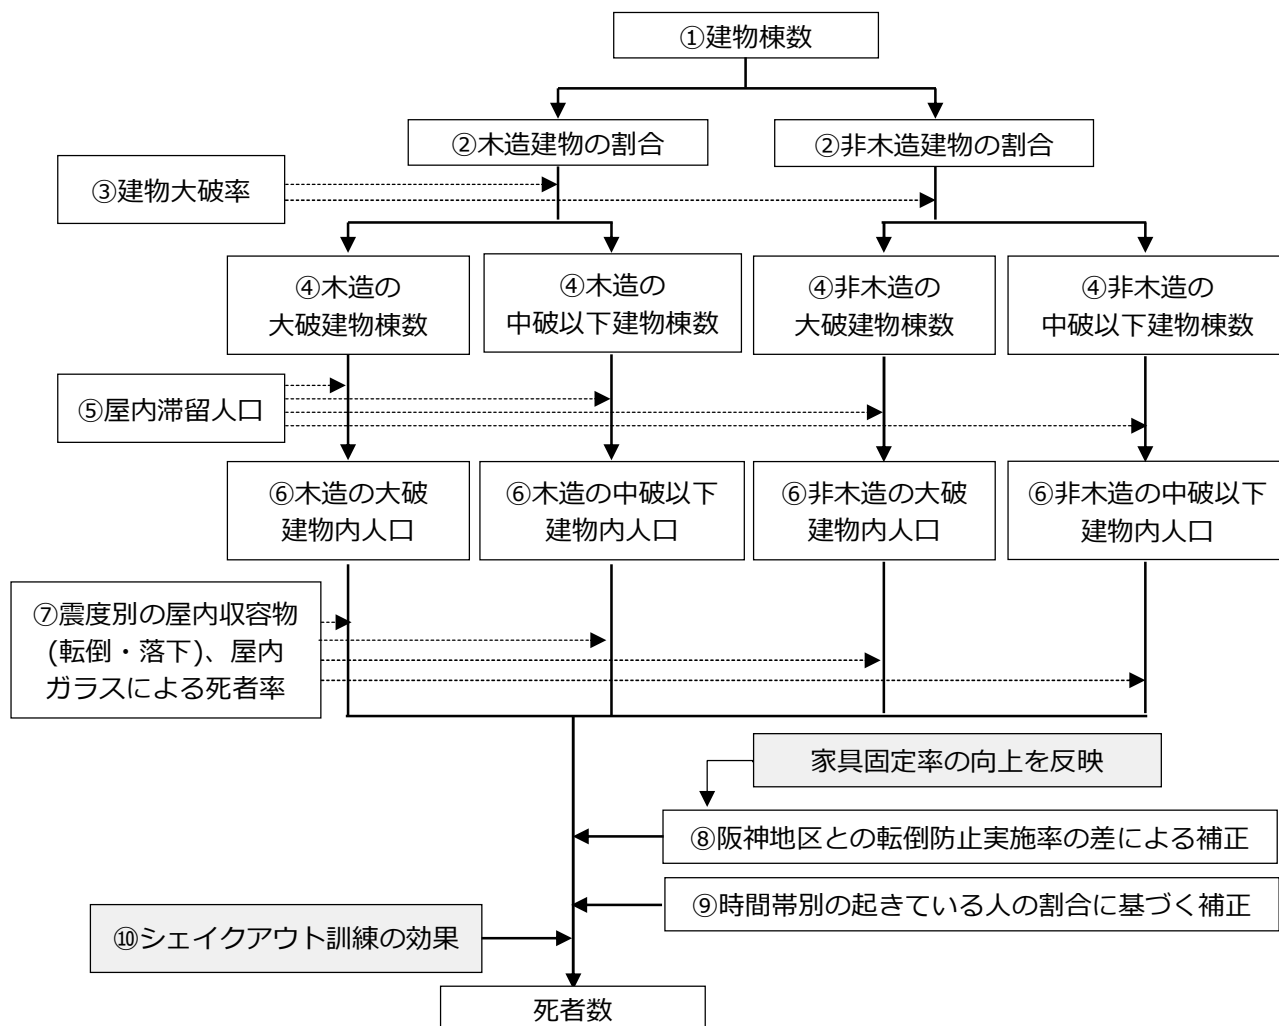 ①建物棟数
②木造建物の割合
②非木造建物の割合
③建物大破率
④木造の
大破建物棟数
④木造の
中破以下建物棟数
④非木造の
大破建物棟数
④非木造の
中破以下建物棟数
⑤屋内滞留人口
⑥木造の大破
建物内人口
⑥木造の中破以下
建物内人口
⑥非木造の大破
建物内人口
⑥非木造の中破以下
建物内人口
⑦震度別の屋内収容物
(転倒・落下)、屋内
ガラスによる死者率
家具固定率の向上を反映
⑧阪神地区との転倒防止実施率の差による補正
⑨時間帯別の起きている人の割合に基づく補正
⑩シェイクアウト訓練の効果
死者数